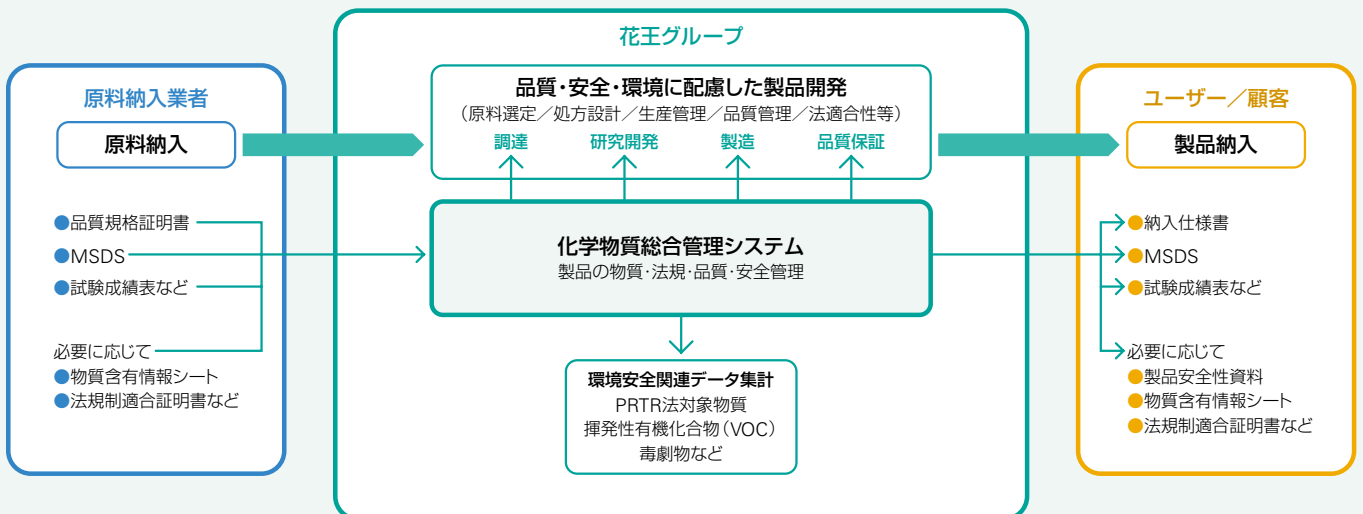 花王グループ
原料納入業者
原料納入
●品質規格証明書
●MSDS
●試験成績表など
必要に応じて
●物質含有情報シート
●法規制適合証明書など
品質・安全・環境に配慮した製品開発
（原料選定／処方設計／生産管理／品質管理／法適合性等）
調達 研究開発 製造 品質保証
化学物質総合管理システム
製品の物質・法規・品質・安全管理
環境安全関連データ集計
PRTR法対象物質
揮発性有機化合物（VOC）
毒劇物など
ユーザー／顧客
製品納入
●納入仕様書
●MSDS
●試験成績表など
必要に応じて
●製品安全性資料
●物質含有情報シート
●法規制適合証明書など